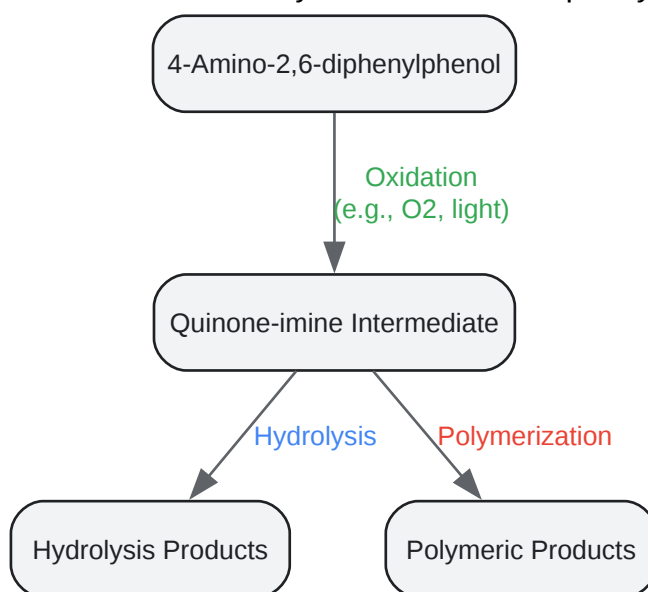 4-Amino-2,6-diphenylphenol
Oxidation
(e.g., O2, light)
Quinone-imine Intermediate
Hydrolysis
Polymerization
Hydrolysis Products
Polymeric Products